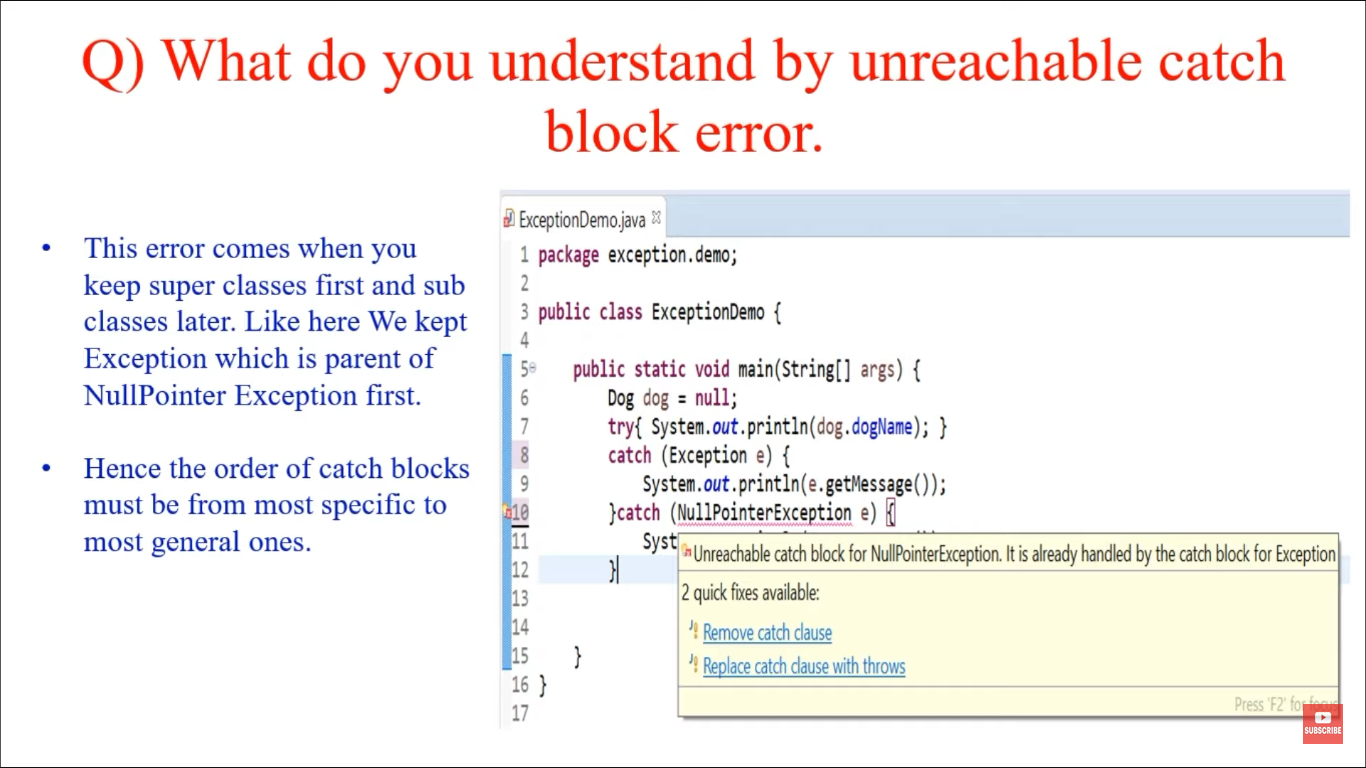 Q) What do you understand by unreachable catch
block error.
• This error comes when you
keep super classes first and sub
classes later. Like here We kept
Exception which is parent of
NullPointer Exception first.
• Hence the order of catch blocks
must be from most specific to
most general ones.
ExceptionDemo.java
1 package exception.demo;
2
3 public class ExceptionDemo {
4
5 public static void main(String[] args) {
6 Dog dog = null;
7 try{ System.out.println(dog.dogName); }
8 catch (Exception e) {
9 System.out.println(e.getMessage());
10 }catch (NullPointerException e) {
11 Syst
12 }
13
14
15 }
16 }
17
Unreachable catch block for NullPointerException. It is already handled by the catch block for Exception
2 quick fixes available:
Remove catch clause
Replace catch clause with throws
Press 'F2' for focus
SUBSCRIBE